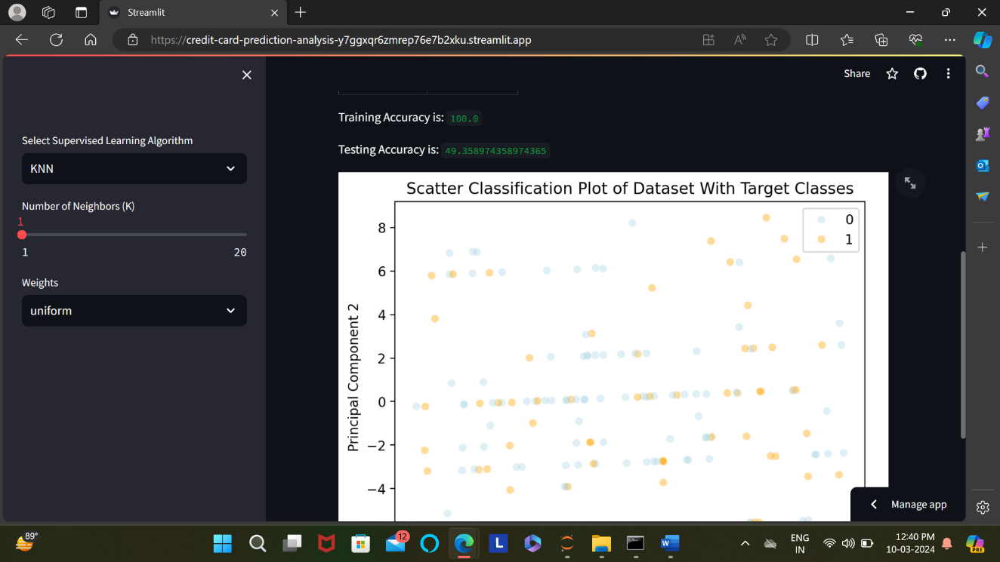 Streamlit
https://credit-card-prediction-analysis-y7ggxqr6zmrep76e7b2xku.streamlit.app
Share
Select Supervised Learning Algorithm
KNN
Number of Neighbors (K)
1
1 20
Weights
uniform
Training Accuracy is: 100.0
Testing Accuracy is: 49.358974358974365
Scatter Classification Plot of Dataset With Target Classes
0
1
8
6
4
2
0
−2
−4
Principal Component 2
Manage app
89°
12
L
W
ENG
IN
12:40 PM
10-03-2024
PRE